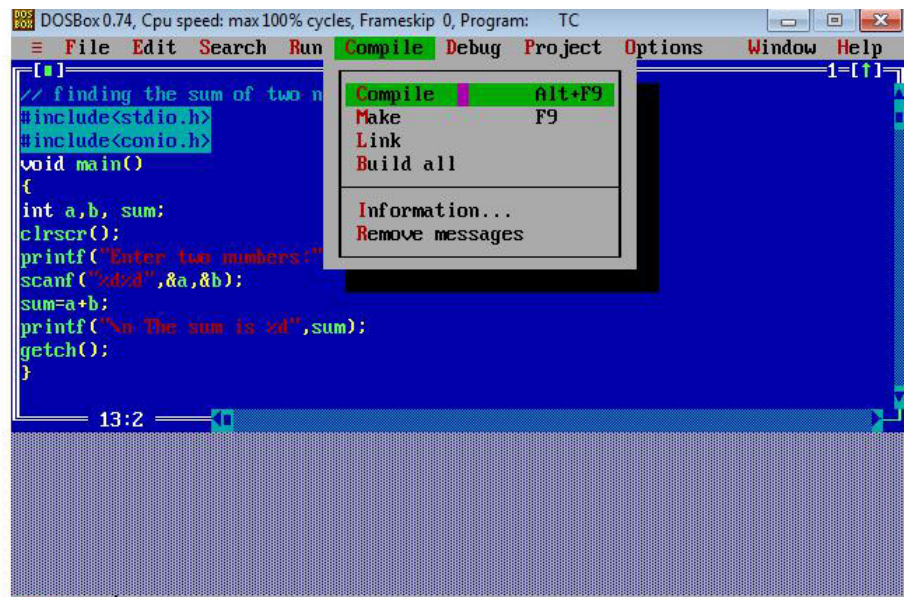 DOSBox 0.74, Cpu speed: max 100% cycles, Frameskip 0, Program: TC
≡ File Edit Search Run Compile Debug Project Options Window Help
1=[↑]
// finding the sum of two n
#include<stdio.h>
#include<conio.h>
void main()
{
int a,b, sum;
clrscr();
printf("Enter two numbers:"
scanf("%d%d",&a,&b);
sum=a+b;
printf("\n The sum is %d",sum);
getch();
}
13:2
Compile Alt+F9
Make F9
Link
Build all
Information...
Remove messages